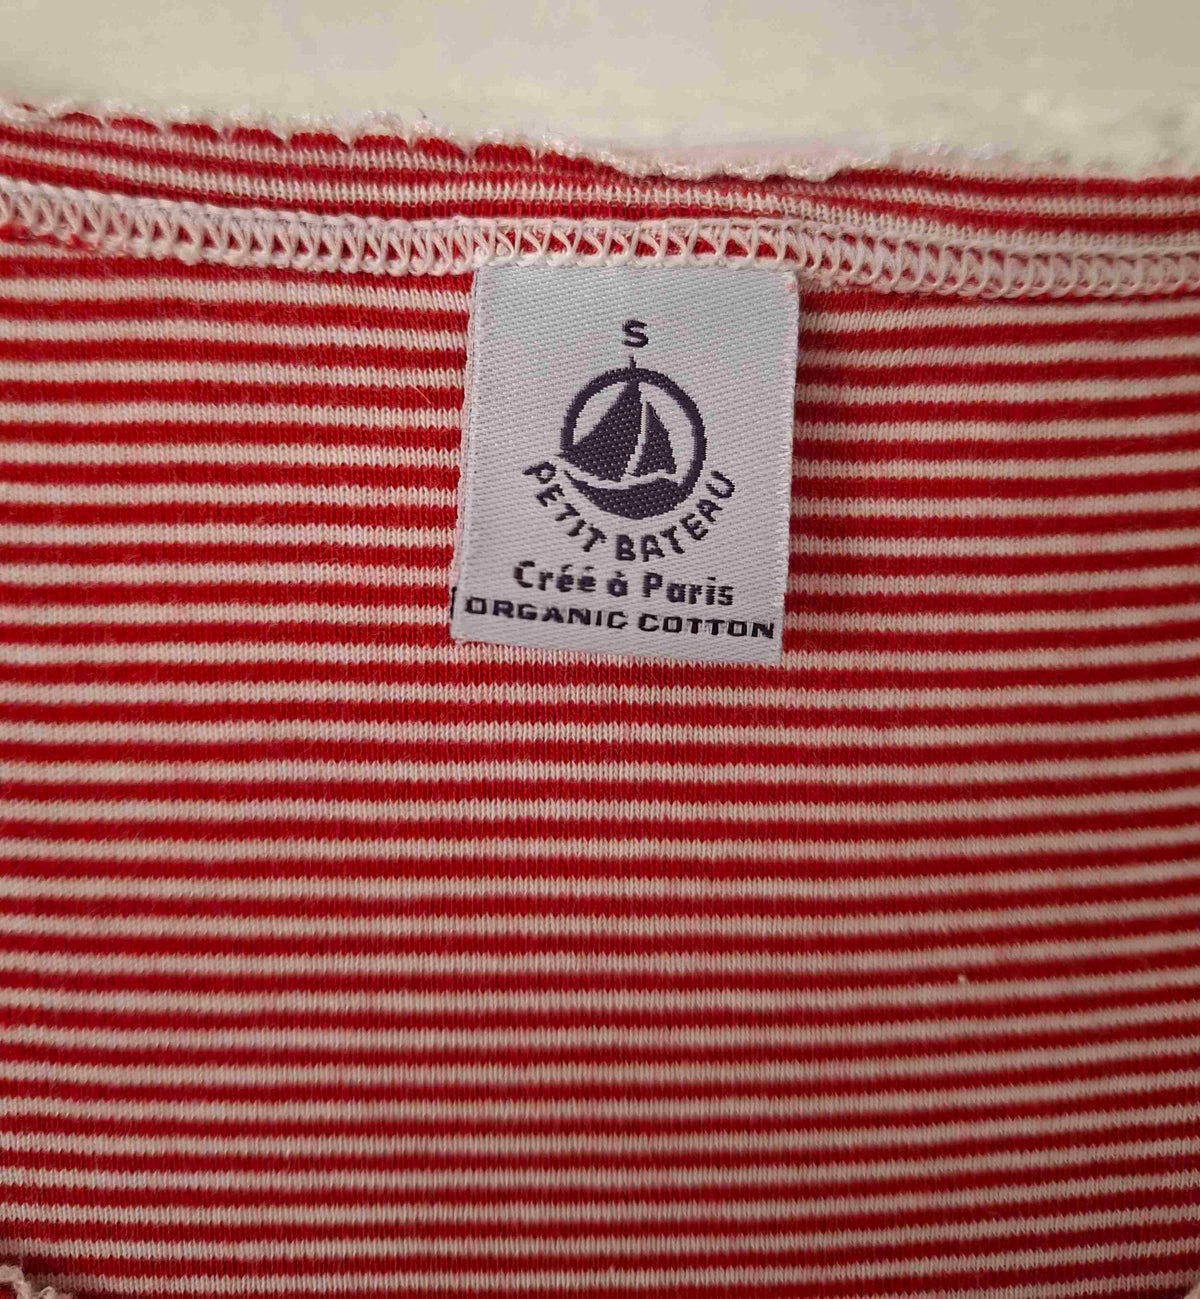 S
PETIT BATEAU
Créé à Paris
ORGANIC COTTON